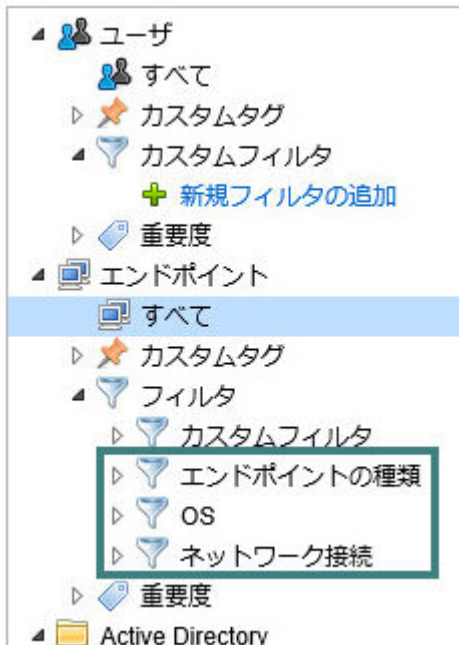 ユーザ
すべて
カスタムタグ
カスタムフィルタ
新規フィルタの追加
重要度
エンドポイント
すべて
カスタムタグ
フィルタ
カスタムフィルタ
エンドポイントの種類
OS
ネットワーク接続
重要度
Active Directory